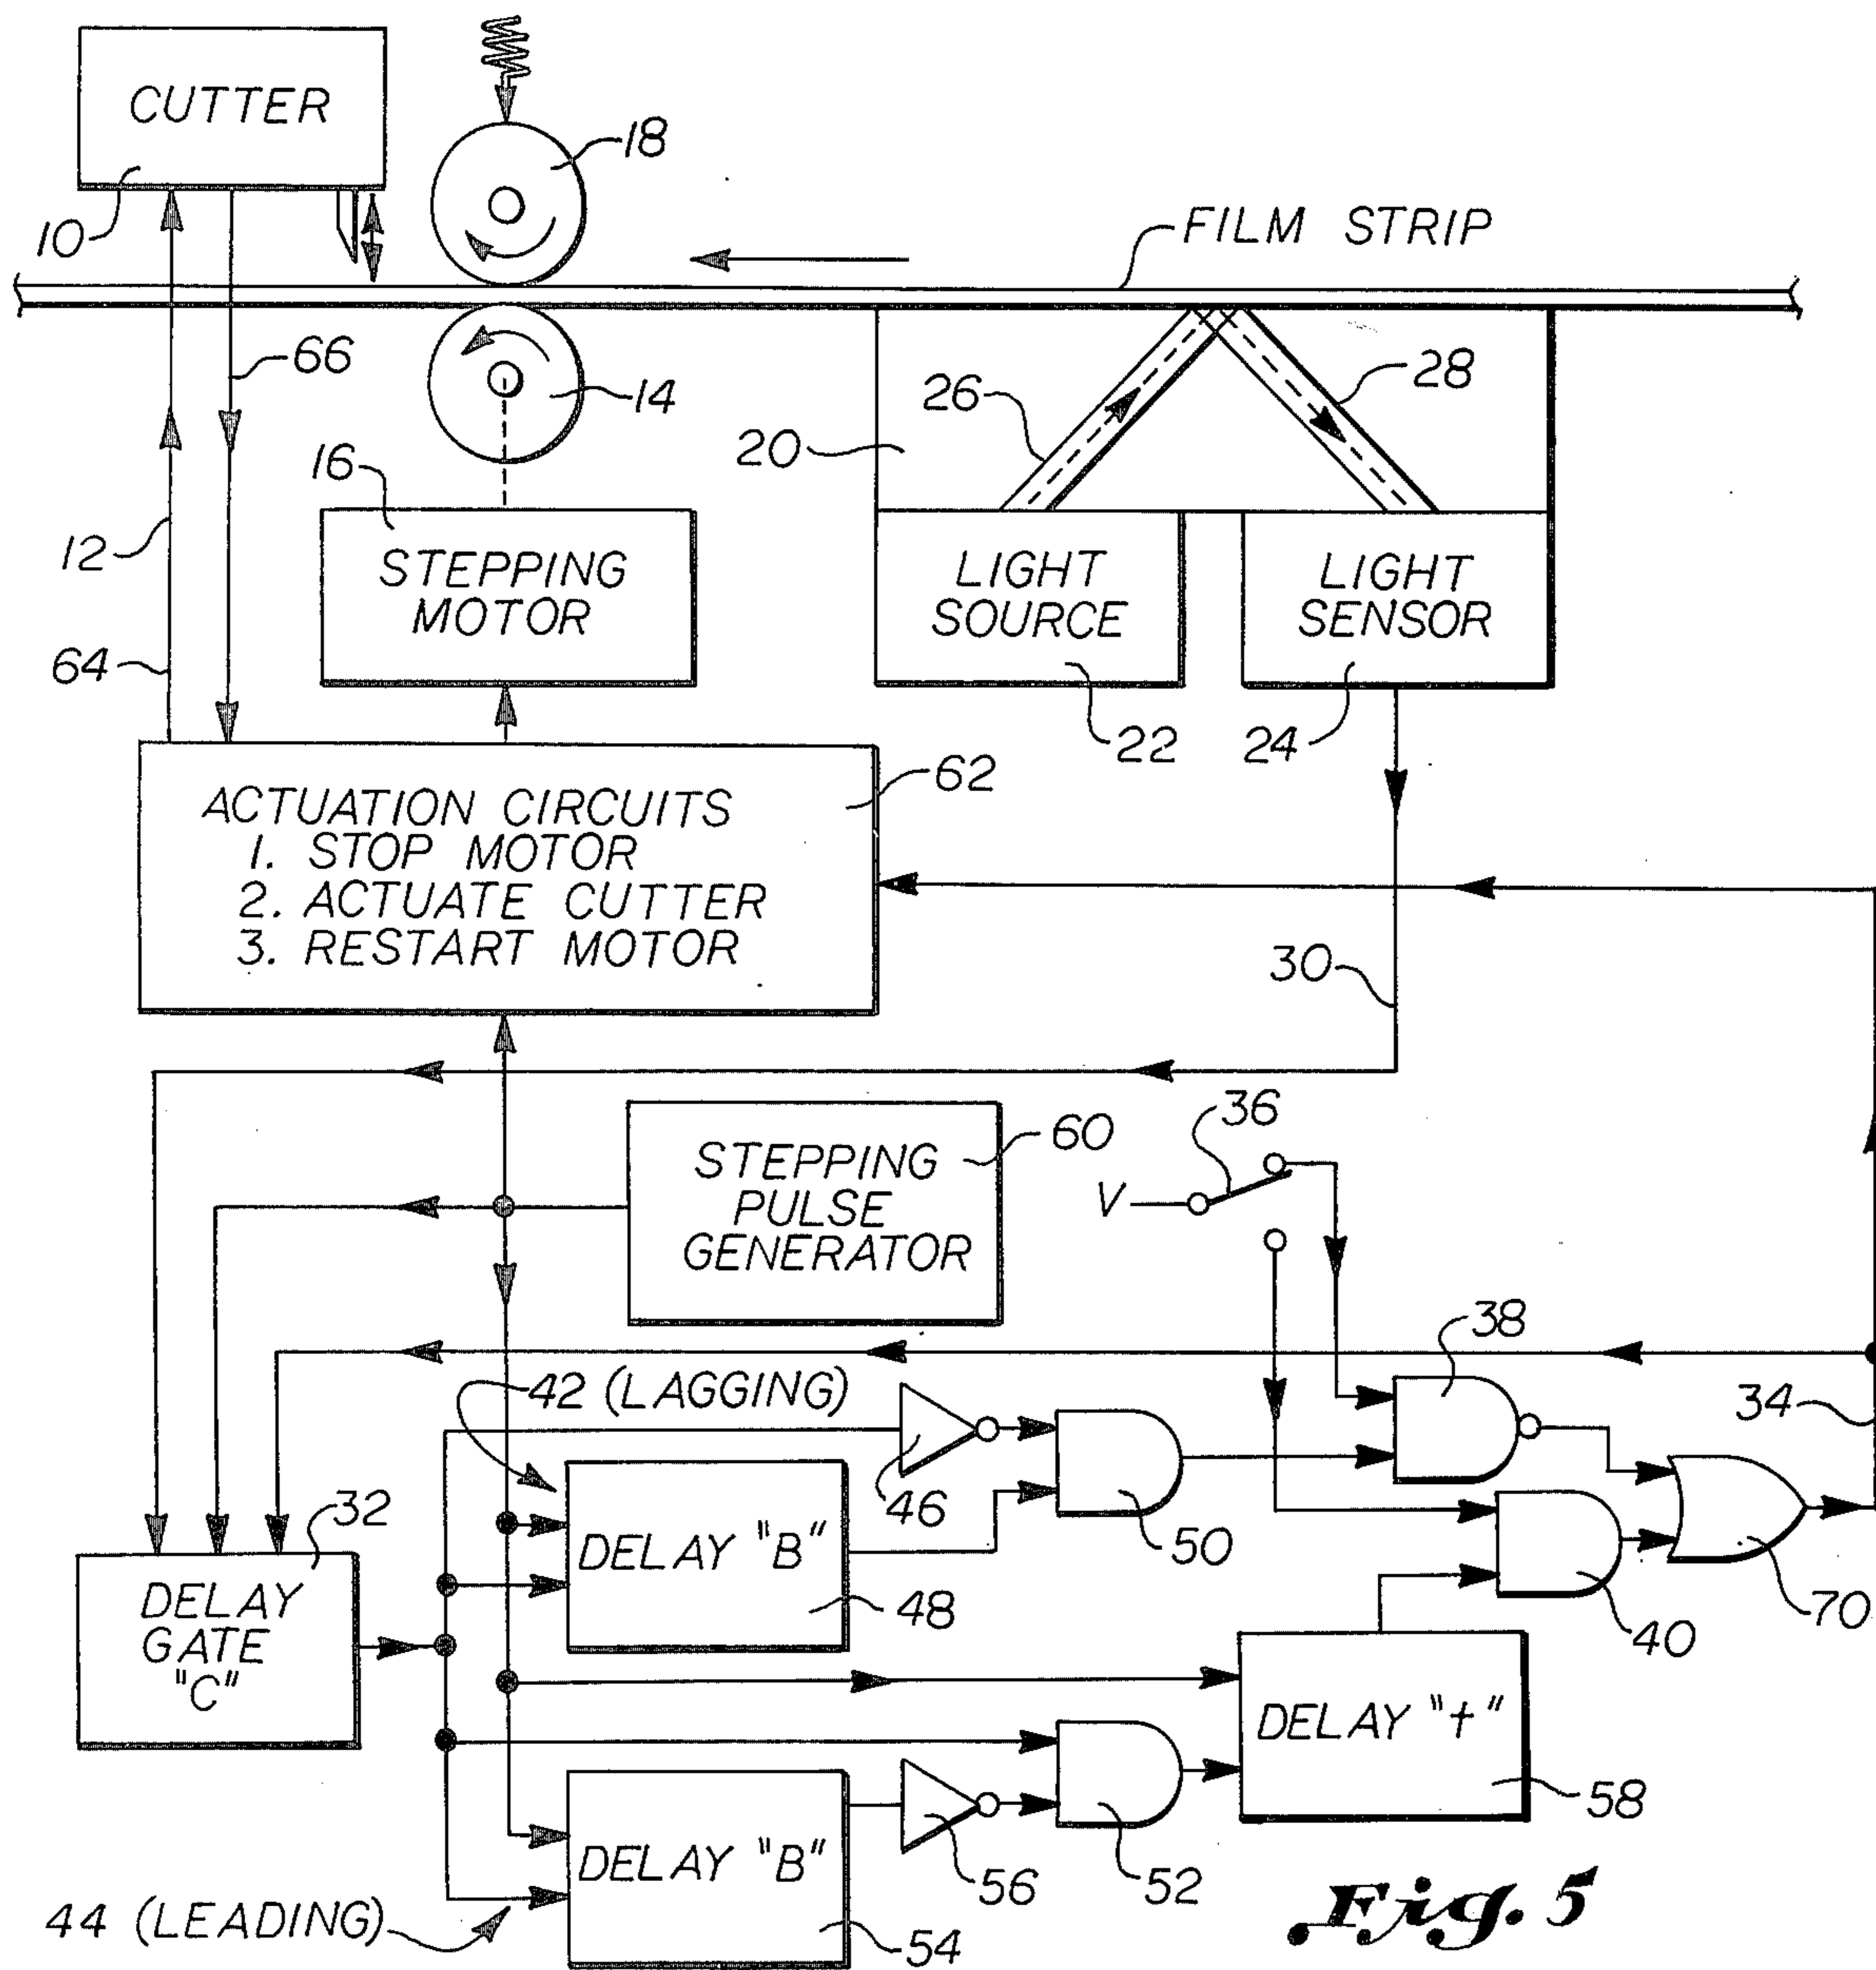 CUTTER
10
18
FILM STRIP
66
14
26
28
20
16
12
STEPPING
MOTOR
LIGHT
SOURCE
LIGHT
SENSOR
64
22
24
62
ACTUATION CIRCUITS
1. STOP MOTOR
2. ACTUATE CUTTER
3. RESTART MOTOR
30
36
60
STEPPING
PULSE
GENERATOR
V
38
42 (LAGGING)
34
46
50
32
DELAY "B"
48
DELAY
GATE
"C"
40
70
DELAY "t"
58
DELAY "B"
56
52
44 (LEADING)
54
Fig. 5